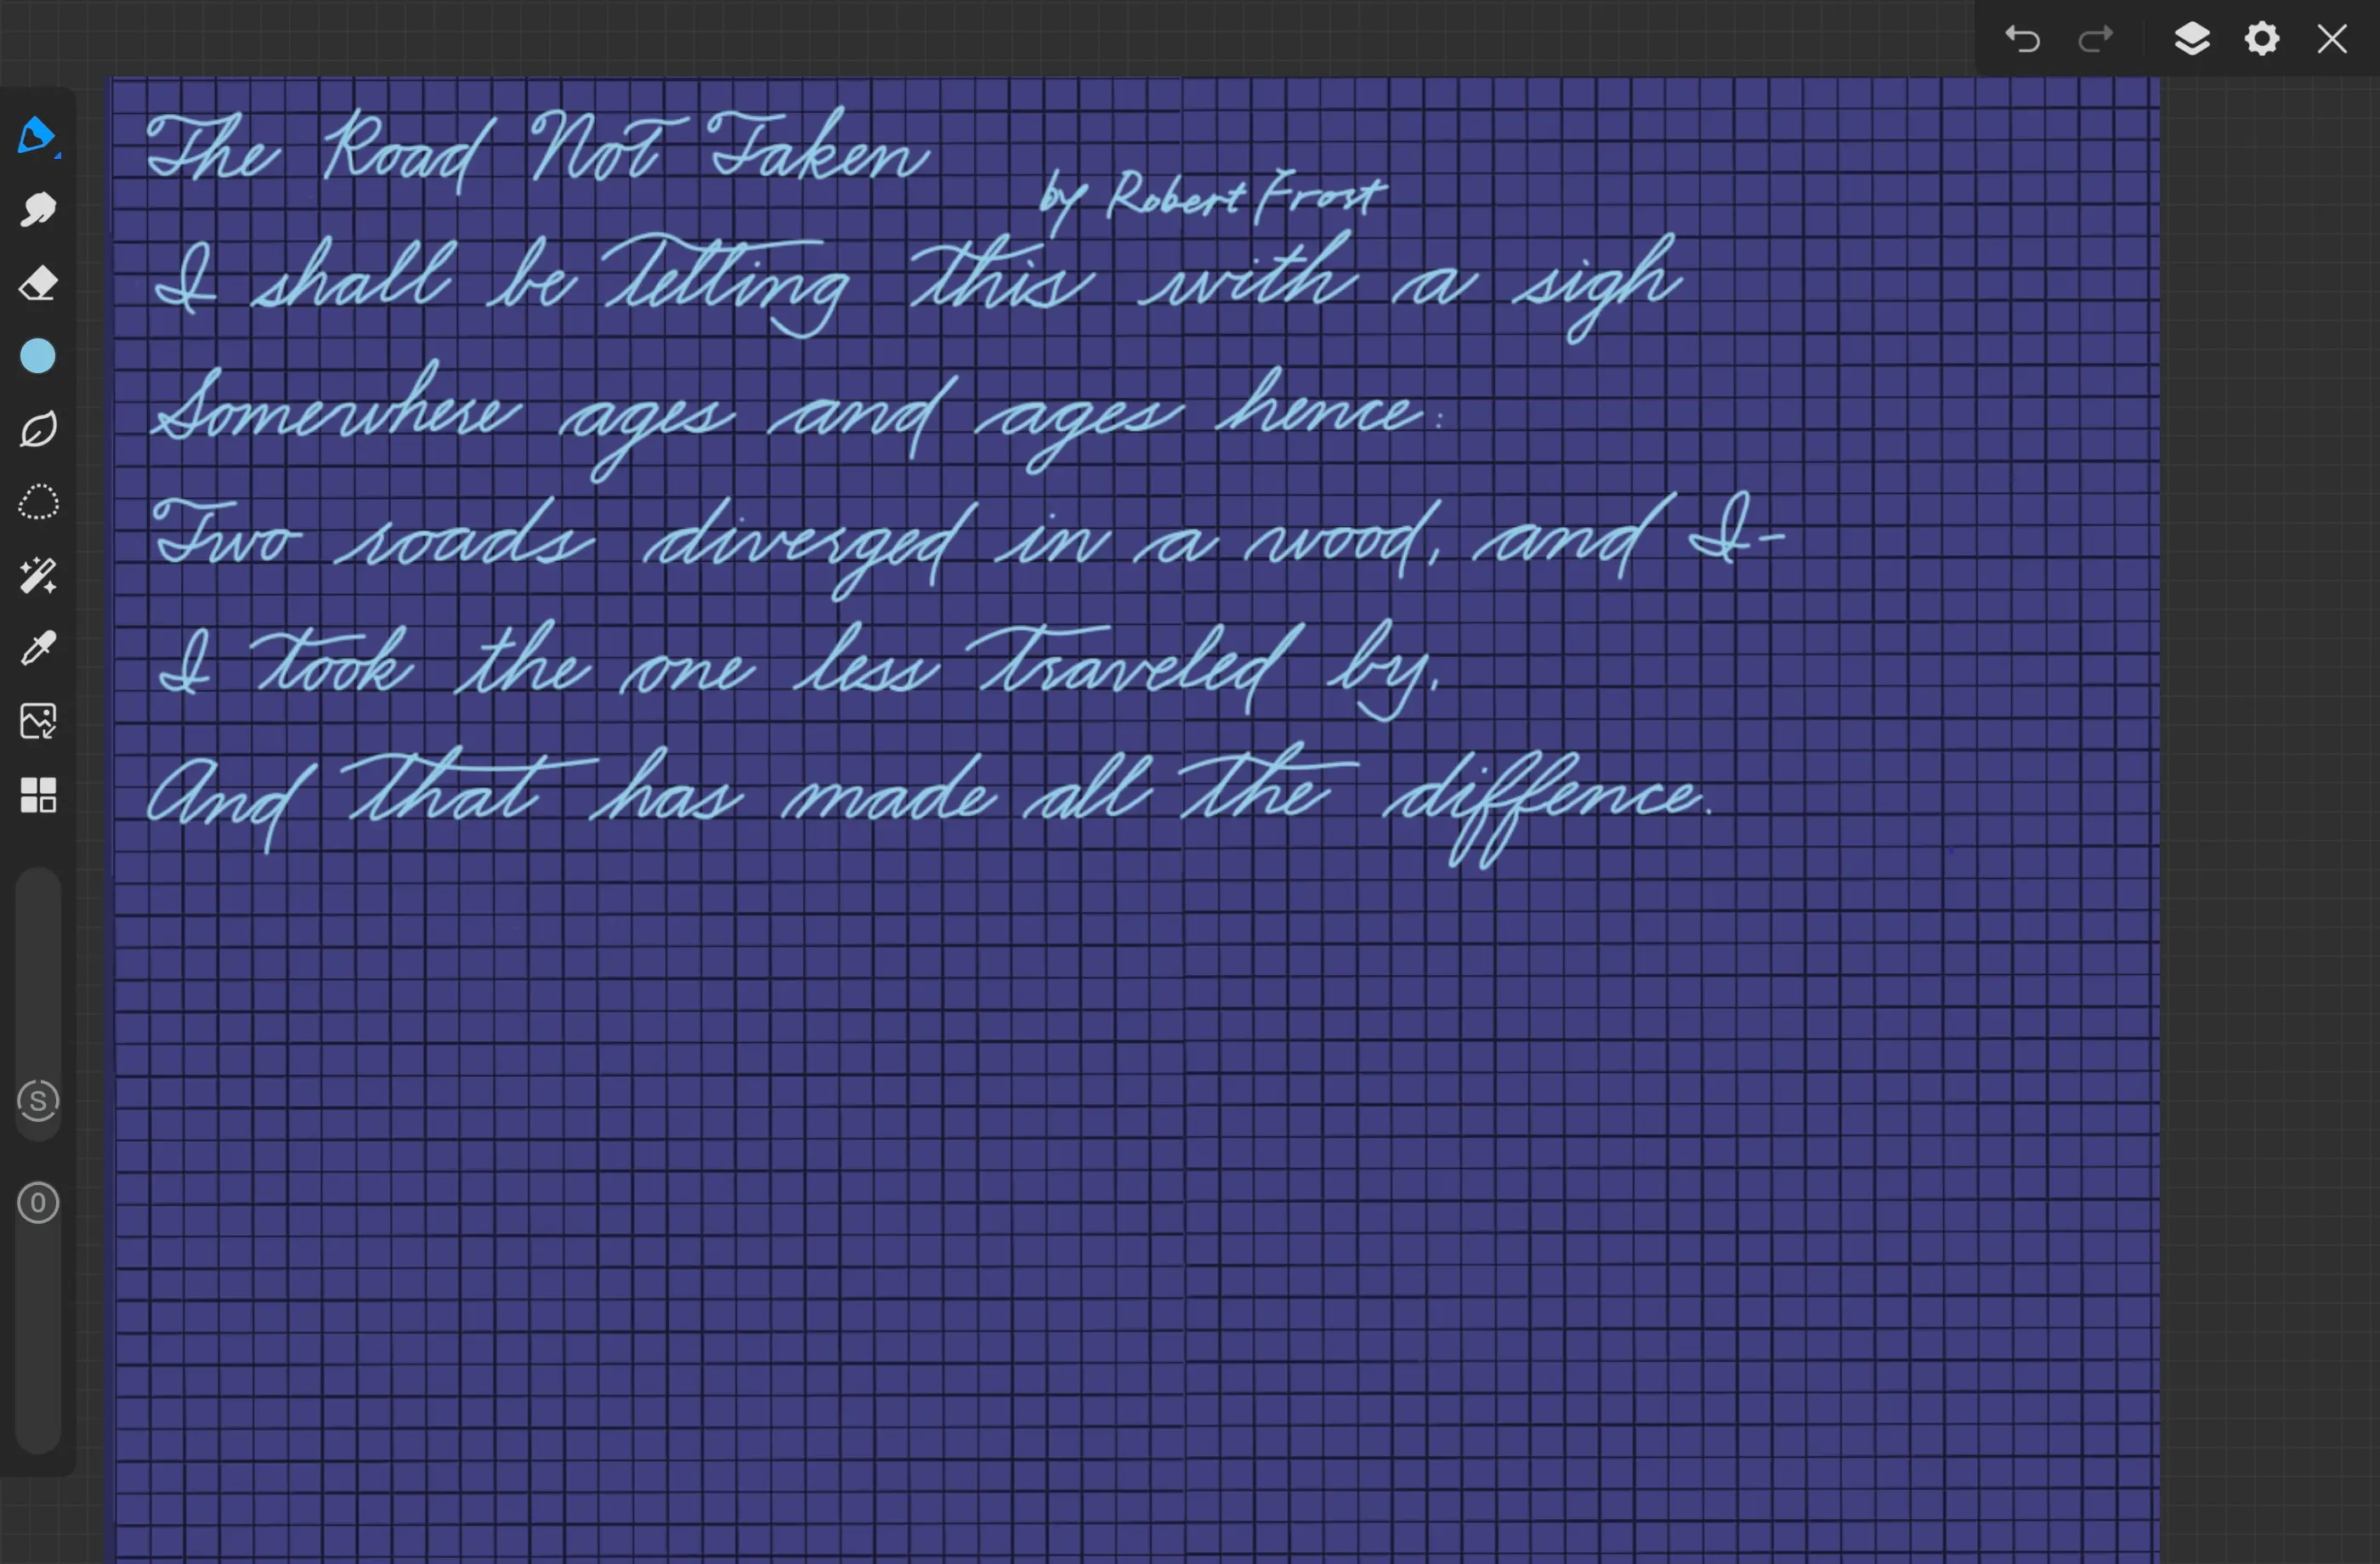 The Road Not Taken
by Robert Frost
I shall be telling this with a sigh
Somewhere ages and ages hence:
Two roads diverged in a wood, and I-
I took the one less traveled by,
And that has made all the diffence.
S
O